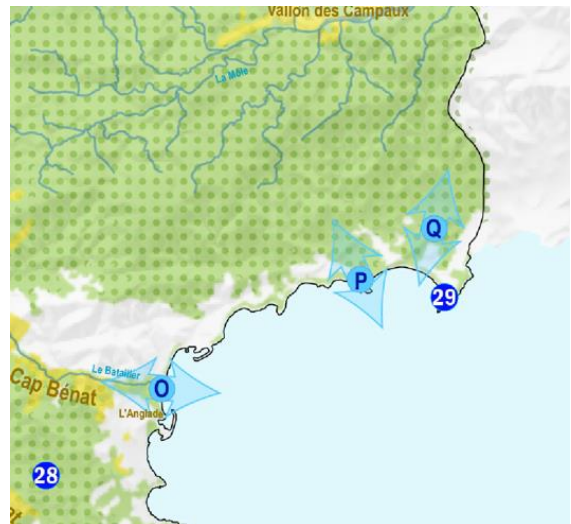 Vallon des Campaux
La Môle
Q
P
29
Le Batailler
O
Cap Bénat
L'Anglade
28